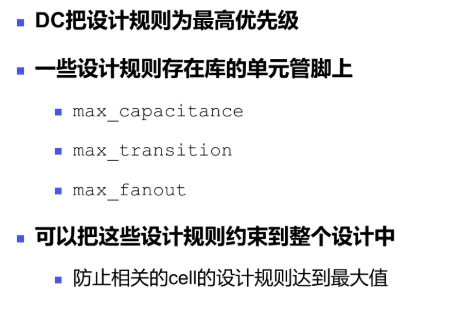 DC把设计规则为最高优先级
一些设计规则存在库的单元管脚上
max_capacitance
max_transition
max_fanout
可以把这些设计规则约束到整个设计中
防止相关的cell的设计规则达到最大值